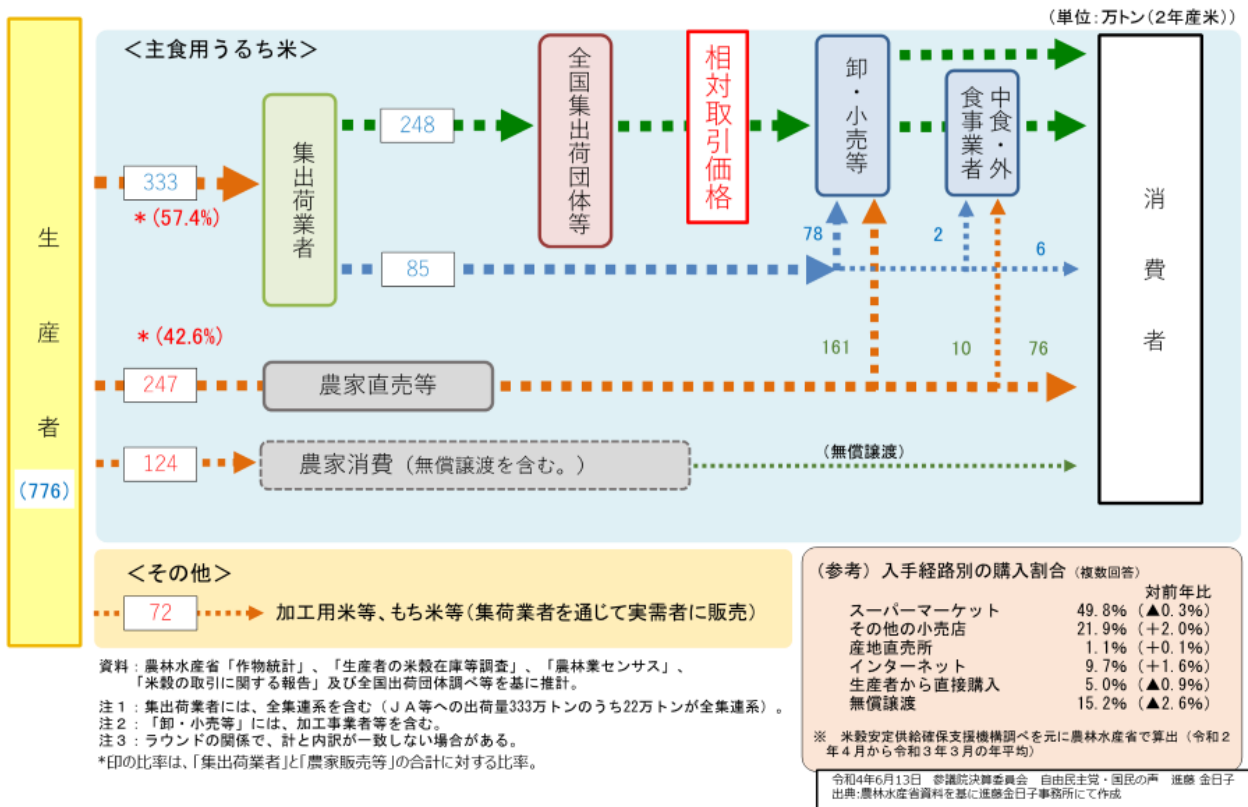 (単位:万トン(2年産米))
生産者
(776)
<主食用うるち米>
333
*(57.4%)
集出荷業者
248
全国集出荷団体等
相対取引価格
卸・小売等
中食・外
食事業者
消費者
85
78
2
6
*(42.6%)
247
農家直売等
161
10
76
124
農家消費(無償譲渡を含む。)
(無償譲渡)
<その他>
72
加工用米等、もち米等(集荷業者を通じて実需者に販売)
資料:農林水産省「作物統計」、「生産者の米穀在庫等調査」、「農林業センサス」、
「米穀の取引に関する報告」及び全国出荷団体調べ等を基に推計。
注1:集出荷業者には、全集連系を含む(JA等への出荷量333万トンのうち22万トンが全集連系)。
注2:「卸・小売等」には、加工事業者等を含む。
注3:ラウンドの関係で、計と内訳が一致しない場合がある。
*印の比率は、「集出荷業者」と「農家販売等」の合計に対する比率。
(参考) 入手経路別の購入割合 (複数回答)
対前年比
スーパーマーケット 49.8% (▲0.3%)
その他の小売店 21.9% (+2.0%)
産地直売所 1.1% (+0.1%)
インターネット 9.7% (+1.6%)
生産者から直接購入 5.0% (▲0.9%)
無償譲渡 15.2% (▲2.6%)
※ 米穀安定供給確保支援機構調べを元に農林水産省で算出(令和2
年4月から令和3年3月の年平均)
令和4年6月13日 参議院決算委員会 自由民主党・国民の声 進藤 金日子
出典:農林水産省資料を基に進藤金日子事務所にて作成